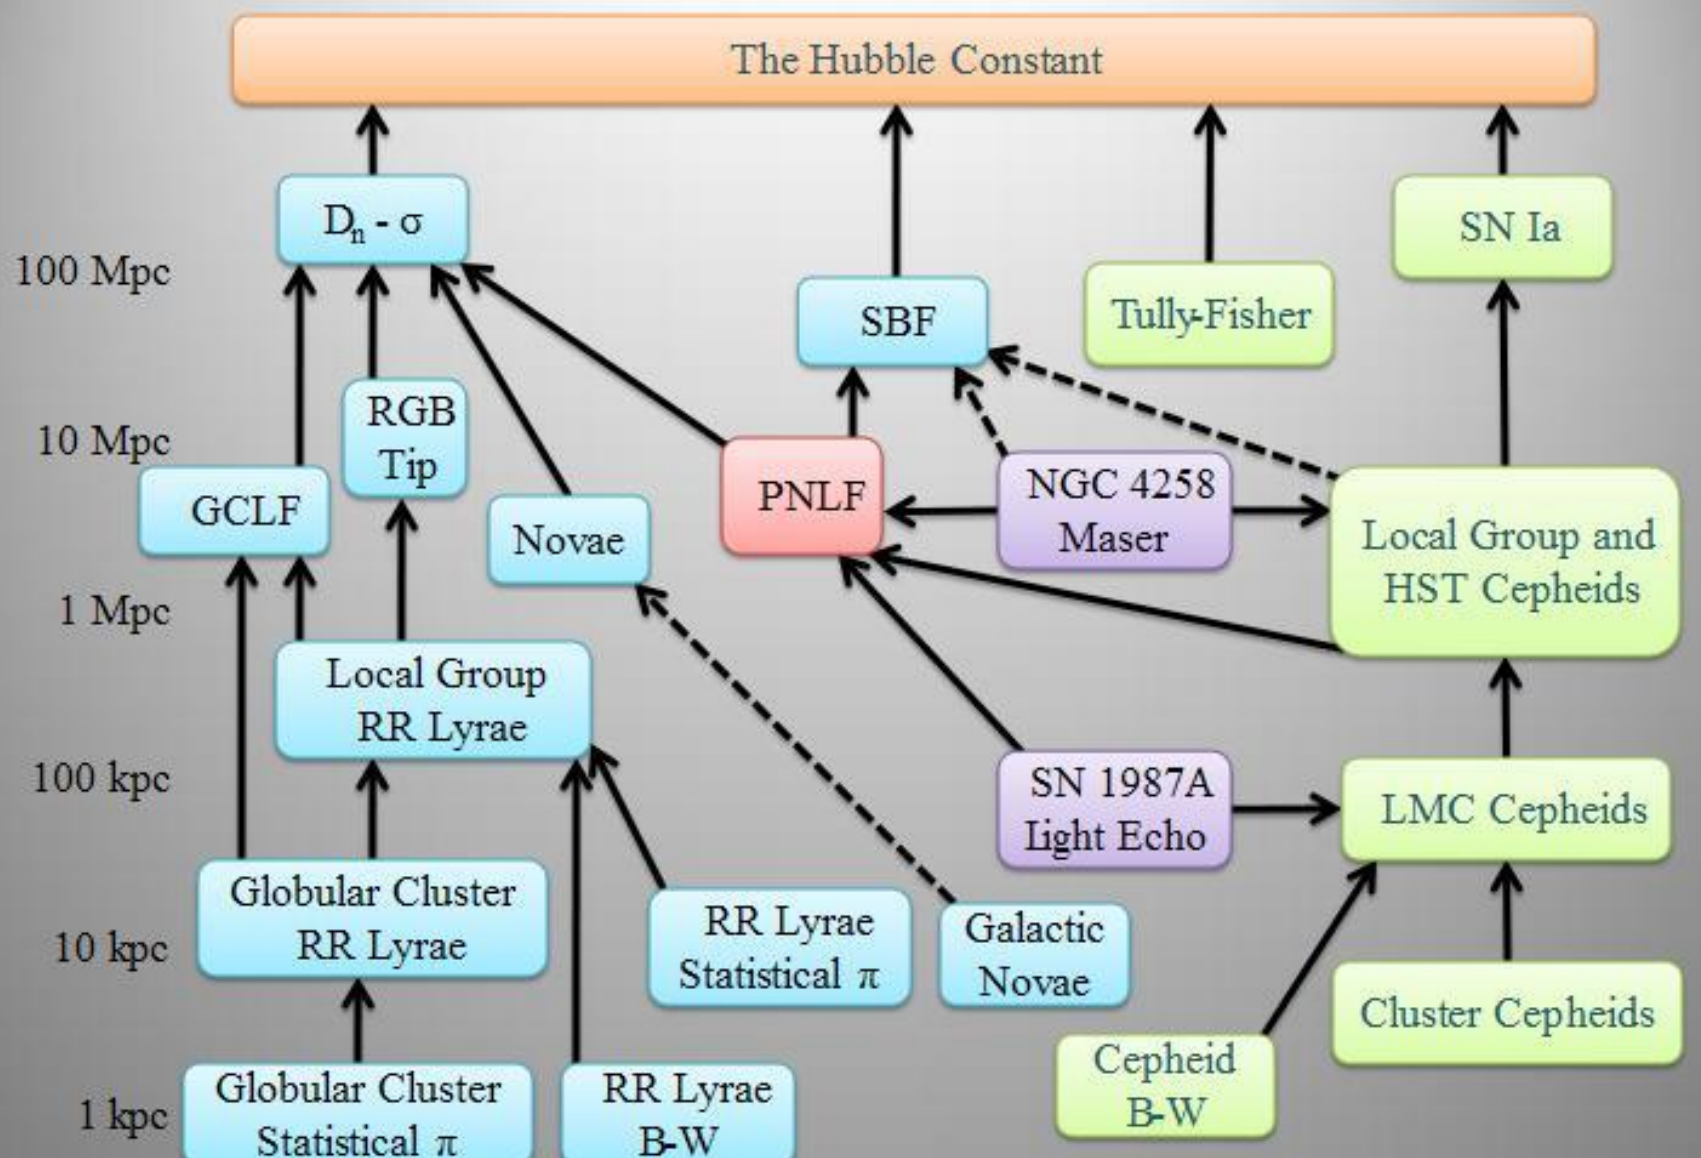 The Hubble Constant
Dn - σ
SN Ia
100 Mpc
SBF
Tully-Fisher
RGB
Tip
10 Mpc
GCLF
Novae
PNLF
NGC 4258
Maser
Local Group and
HST Cepheids
1 Mpc
Local Group
RR Lyrae
100 kpc
SN 1987A
Light Echo
LMC Cepheids
Globular Cluster
RR Lyrae
10 kpc
RR Lyrae
Statistical π
Galactic
Novae
Cluster Cepheids
Cepheid
B-W
1 kpc
Globular Cluster
Statistical π
RR Lyrae
B-W